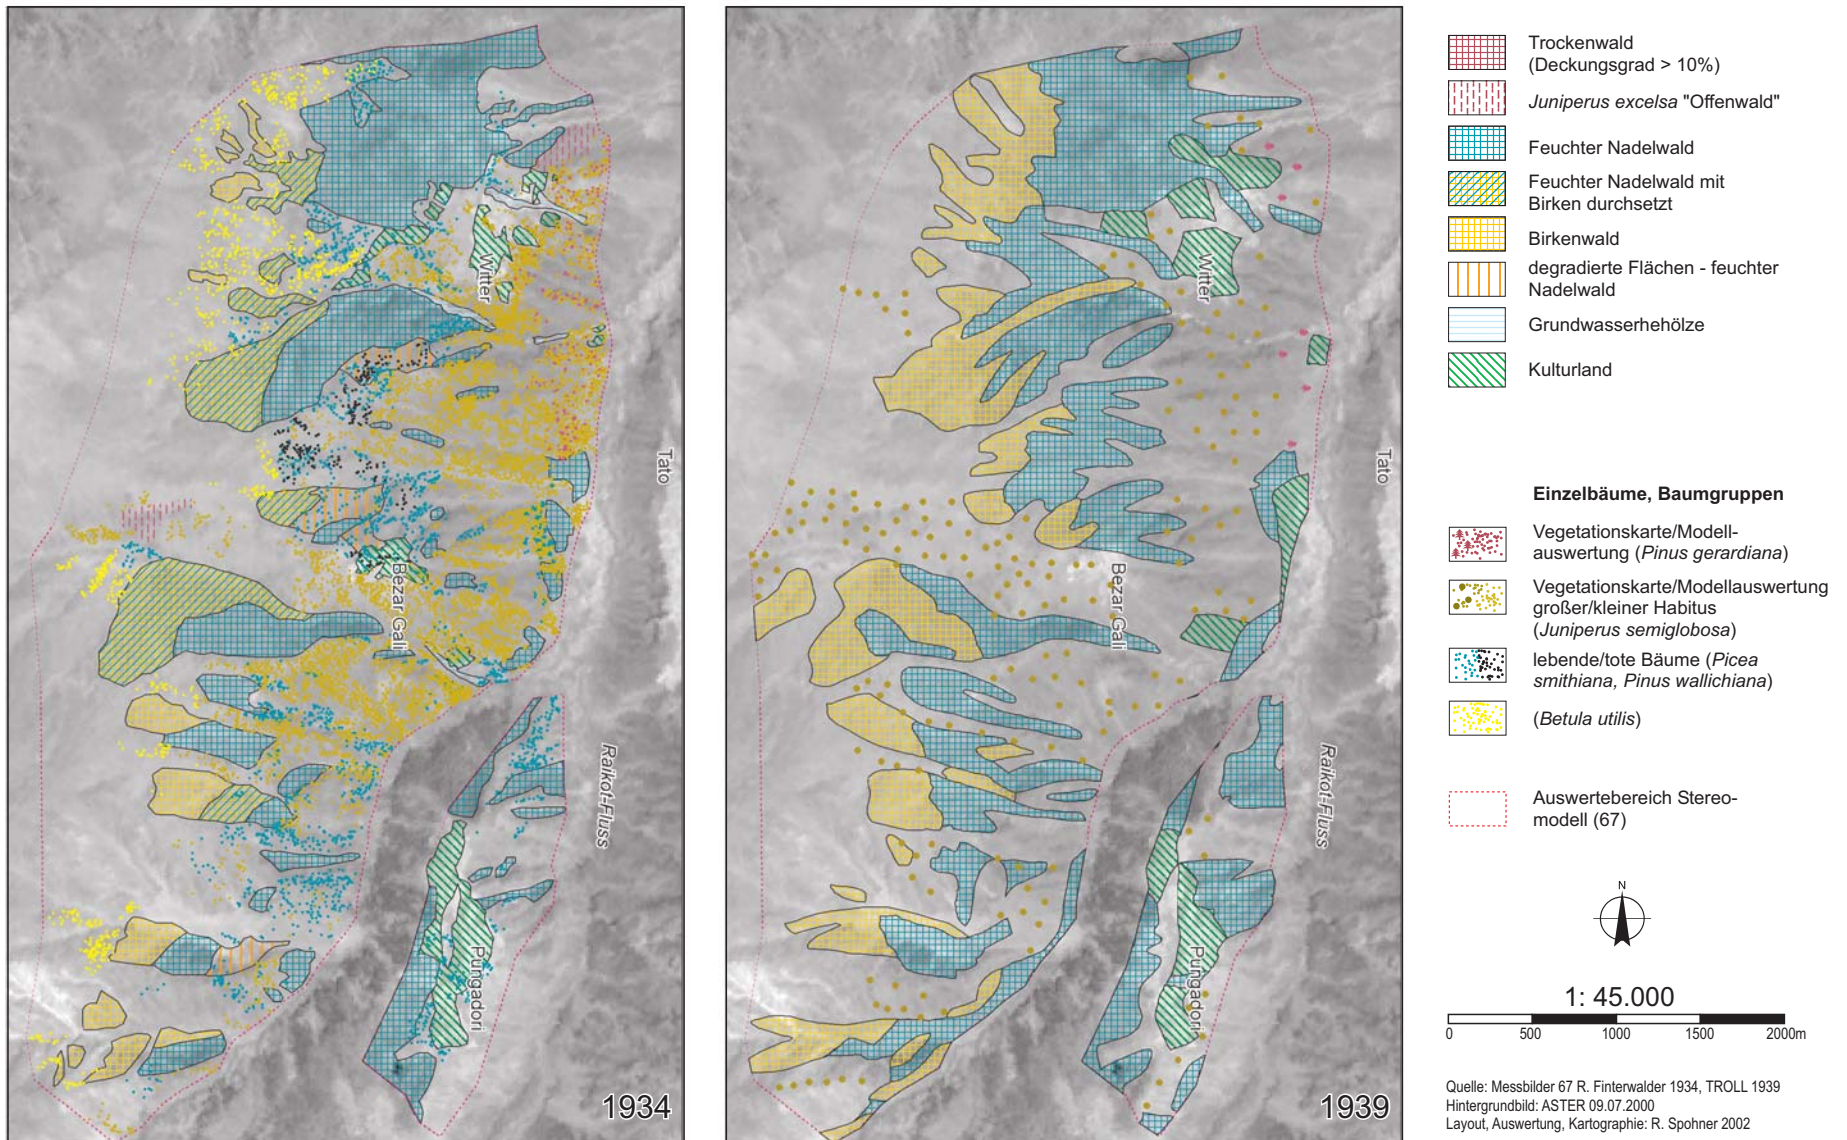 Witter
Tato
Bezar Gali
Raikot-Fluss
Pungadori
1934
Witter
Tato
Bezar Gali
Raikot-Fluss
Pungadori
1939
Trockenwald
(Deckungsgrad > 10%)
Juniperus excelsa "Offenwald"
Feuchter Nadelwald
Feuchter Nadelwald mit
Birken durchsetzt
Birkenwald
degradierte Flächen - feuchter
Nadelwald
Grundwasserhehölze
Kulturland
Einzelbäume, Baumgruppen
Vegetationskarte/Modell-
auswertung (Pinus gerardiana)
Vegetationskarte/Modellauswertung
großer/kleiner Habitus
(Juniperus semiglobosa)
lebende/tote Bäume (Picea
smithiana, Pinus wallichiana)
(Betula utilis)
Auswertebereich Stereo-
modell (67)
N
1: 45.000
0 500 1000 1500 2000m
Quelle: Messbilder 67 R. Finterwalder 1934, TROLL 1939
Hintergrundbild: ASTER 09.07.2000
Layout, Auswertung, Kartographie: R. Spohner 2002